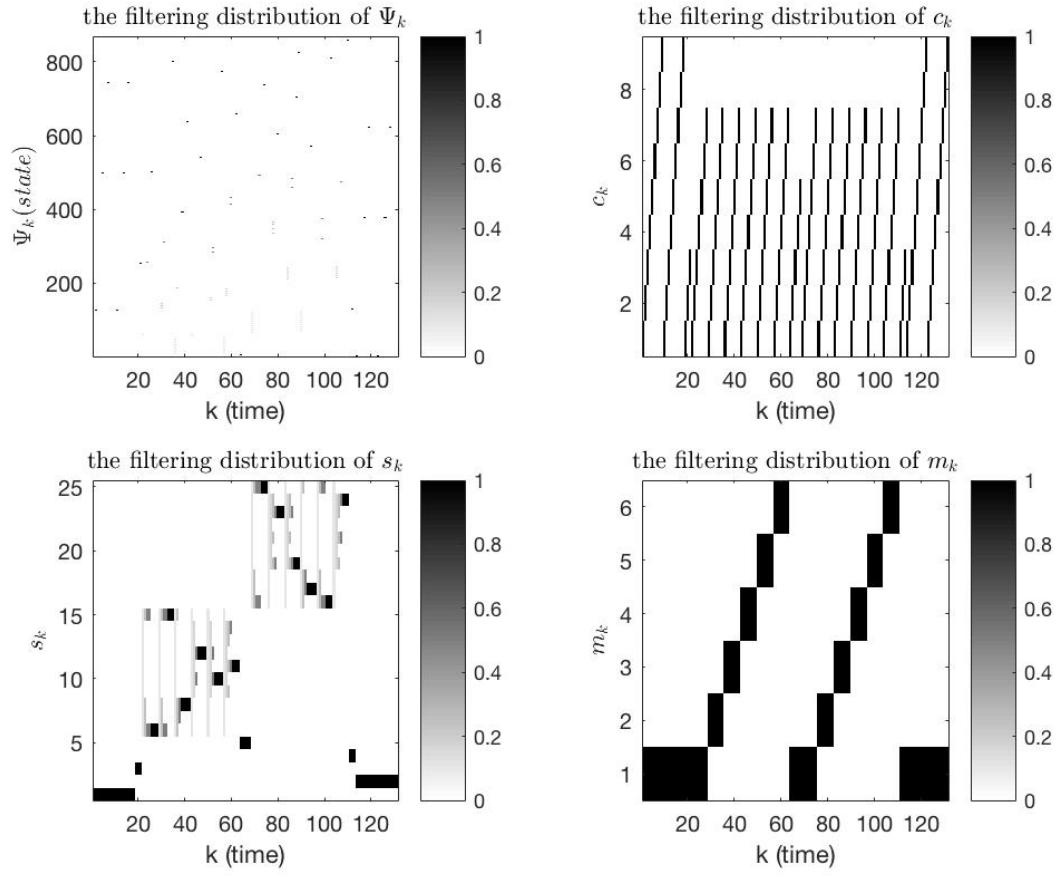 the filtering distribution of Ψ_k
800
600
400
200
Ψ_k(state)
20 40 60 80 100 120
k (time)
1
0.8
0.6
0.4
0.2
0
the filtering distribution of c_k
8
6
4
2
c_k
20 40 60 80 100 120
k (time)
1
0.8
0.6
0.4
0.2
0
the filtering distribution of s_k
25
20
15
10
5
s_k
20 40 60 80 100 120
k (time)
1
0.8
0.6
0.4
0.2
0
the filtering distribution of m_k
6
5
4
3
2
1
m_k
20 40 60 80 100 120
k (time)
1
0.8
0.6
0.4
0.2
0